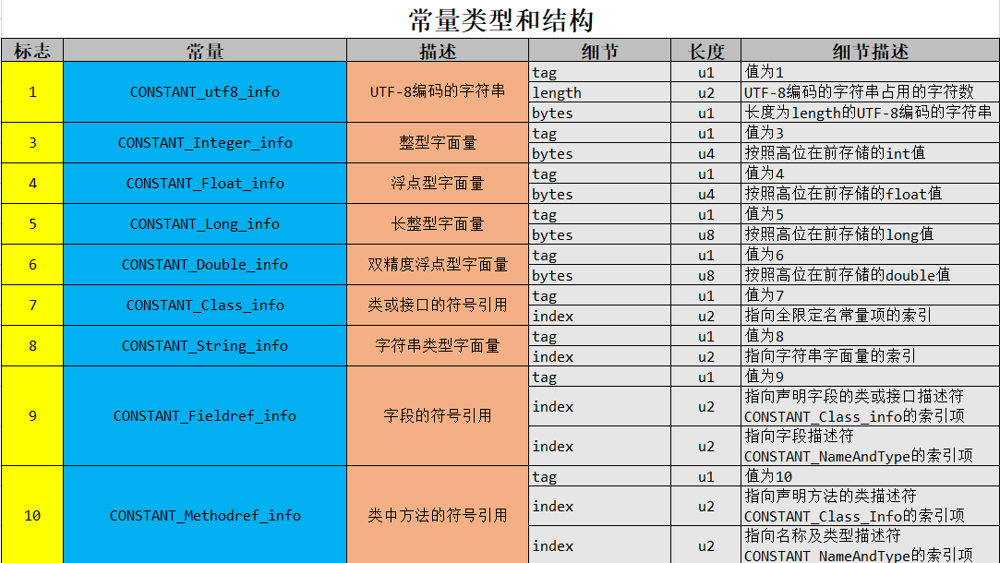 常量类型和结构
标志 常量 描述 细节 长度 细节描述
1 CONSTANT_utf8_info UTF-8编码的字符串 tag u1 值为1
length u2 UTF-8编码的字符串占用的字符数
bytes u1 长度为length的UTF-8编码的字符串
3 CONSTANT_Integer_info 整型字面量 tag u1 值为3
bytes u4 按照高位在前存储的int值
4 CONSTANT_Float_info 浮点型字面量 tag u1 值为4
bytes u4 按照高位在前存储的float值
5 CONSTANT_Long_info 长整型字面量 tag u1 值为5
bytes u8 按照高位在前存储的long值
6 CONSTANT_Double_info 双精度浮点型字面量 tag u1 值为6
bytes u8 按照高位在前存储的double值
7 CONSTANT_Class_info 类或接口的符号引用 tag u1 值为7
index u2 指向全限定名常量项的索引
8 CONSTANT_String_info 字符串类型字面量 tag u1 值为8
index u2 指向字符串字面量的索引
9 CONSTANT_Fieldref_info 字段的符号引用 tag u1 值为9
index u2 指向声明字段的类或接口描述符
CONSTANT_Class_info的索引项
index u2 指向字段描述符
CONSTANT_NameAndType的索引项
10 CONSTANT_Methodref_info 类中方法的符号引用 tag u1 值为10
index u2 指向声明方法的类描述符
CONSTANT_Class_Info的索引项
index u2 指向名称及类型描述符
CONSTANT_NameAndType的索引项